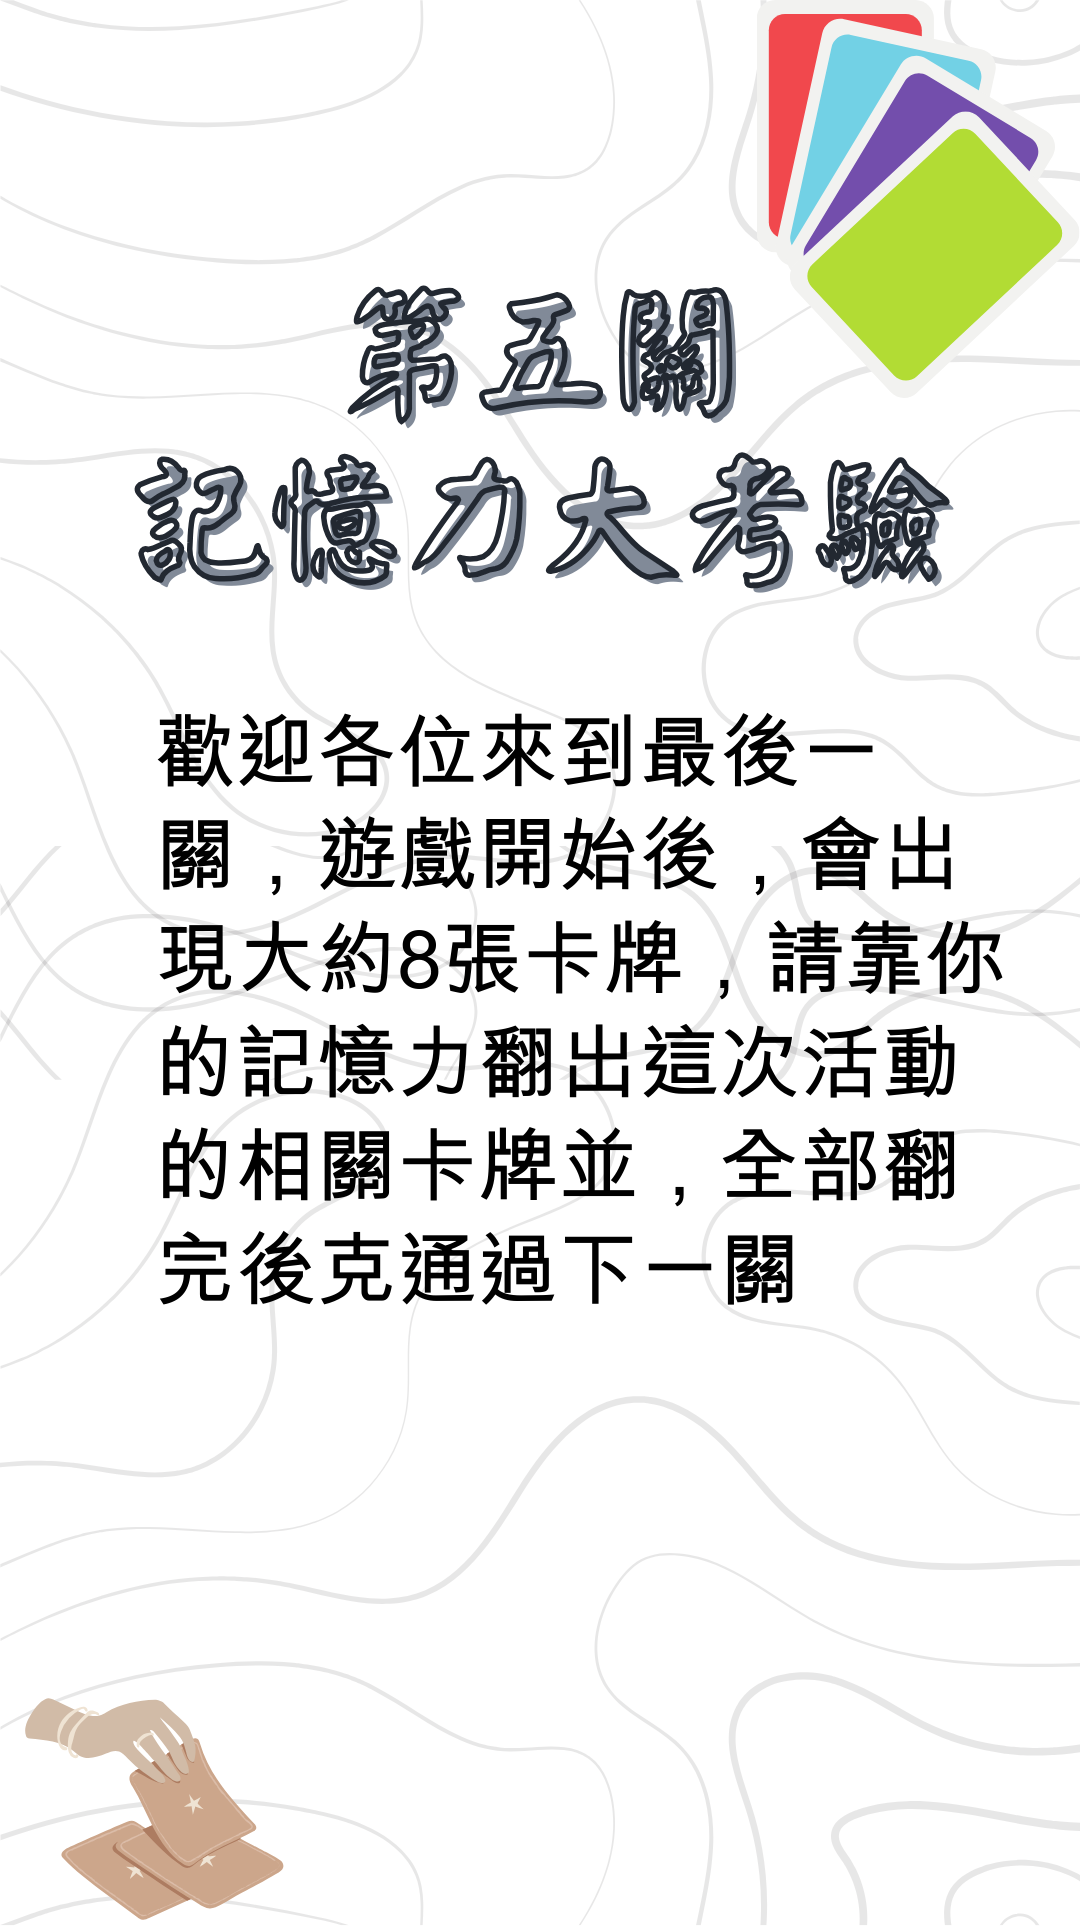 第五關
記憶力大考驗
歡迎各位來到最後一
關，遊戲開始後，會出
現大約8張卡牌，請靠你
的記憶力翻出這次活動
的相關卡牌並，全部翻
完後克通過下一關